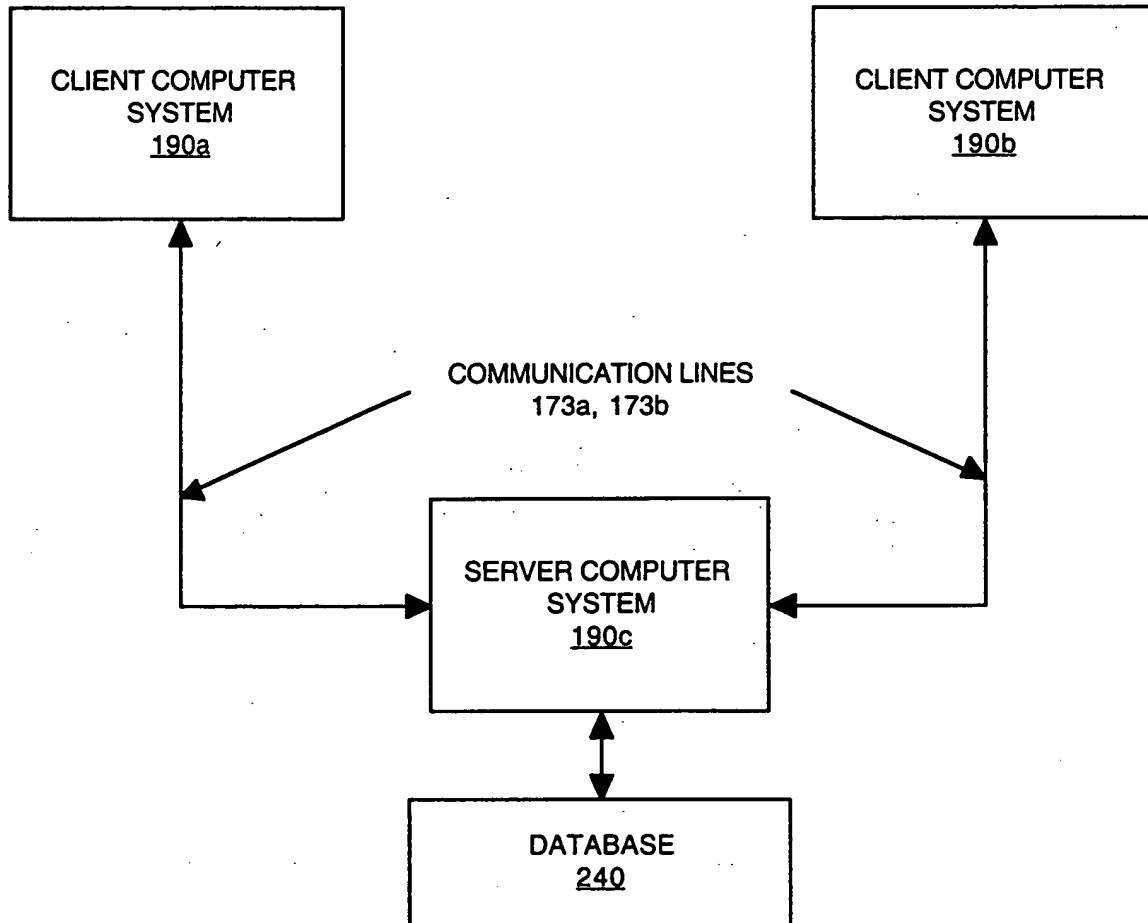 CLIENT COMPUTER
SYSTEM
190a
CLIENT COMPUTER
SYSTEM
190b
COMMUNICATION LINES
173a, 173b
SERVER COMPUTER
SYSTEM
190c
DATABASE
240